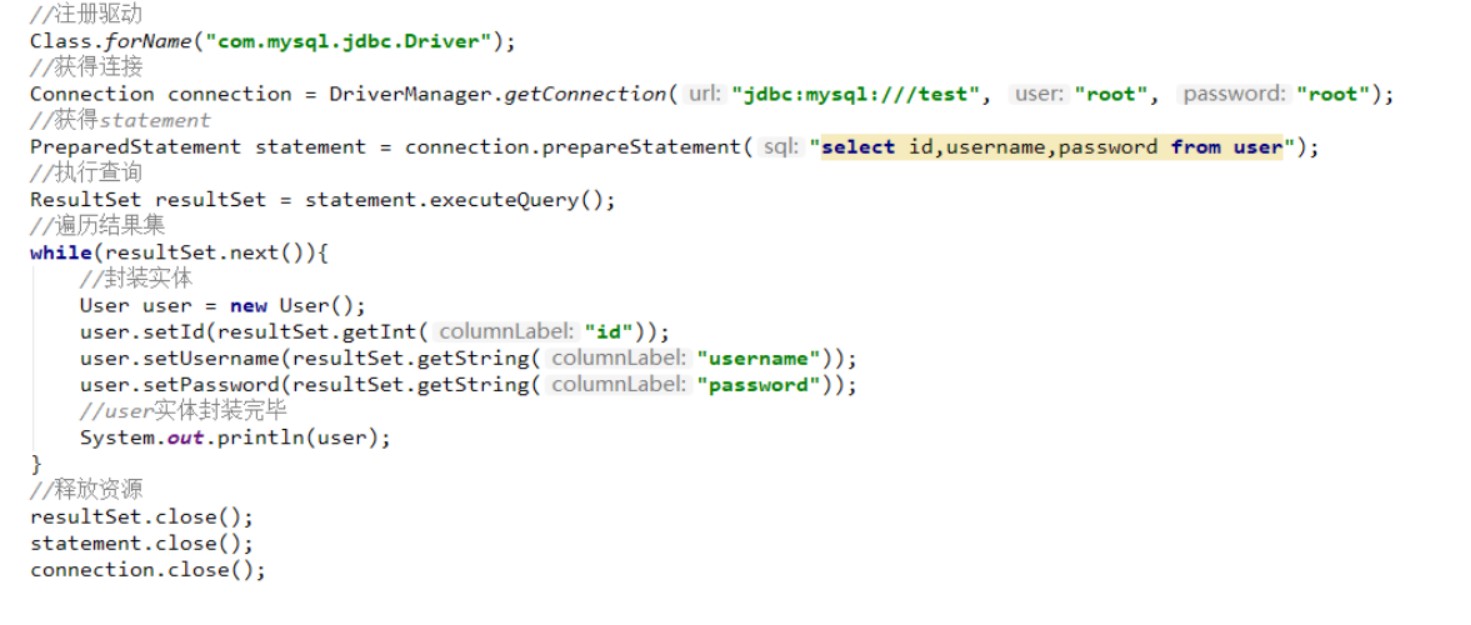 //注册驱动
Class.forName("com.mysql.jdbc.Driver");
//获得连接
Connection connection = DriverManager.getConnection( url: "jdbc:mysql:///test", user: "root", password: "root");
//获得statement
PreparedStatement statement = connection.prepareStatement( sql: "select id,username,password from user");
//执行查询
ResultSet resultSet = statement.executeQuery();
//遍历结果集
while(resultSet.next()){
//封装实体
User user = new User();
user.setId(resultSet.getInt( columnLabel: "id"));
user.setUsername(resultSet.getString( columnLabel: "username"));
user.setPassword(resultSet.getString( columnLabel: "password"));
//user实体封装完毕
System.out.println(user);
}
//释放资源
resultSet.close();
statement.close();
connection.close();